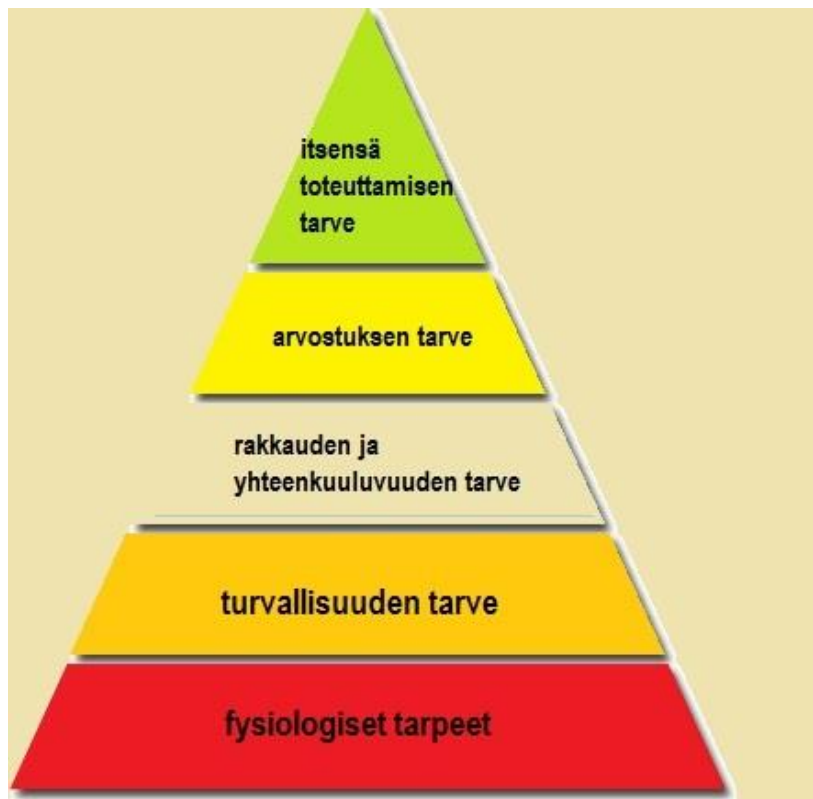 itsensä
toteuttamisen
tarve
arvostuksen tarve
rakkauden ja
yhteenkuuluvuuden tarve
turvallisuuden tarve
fysiologiset tarpeet